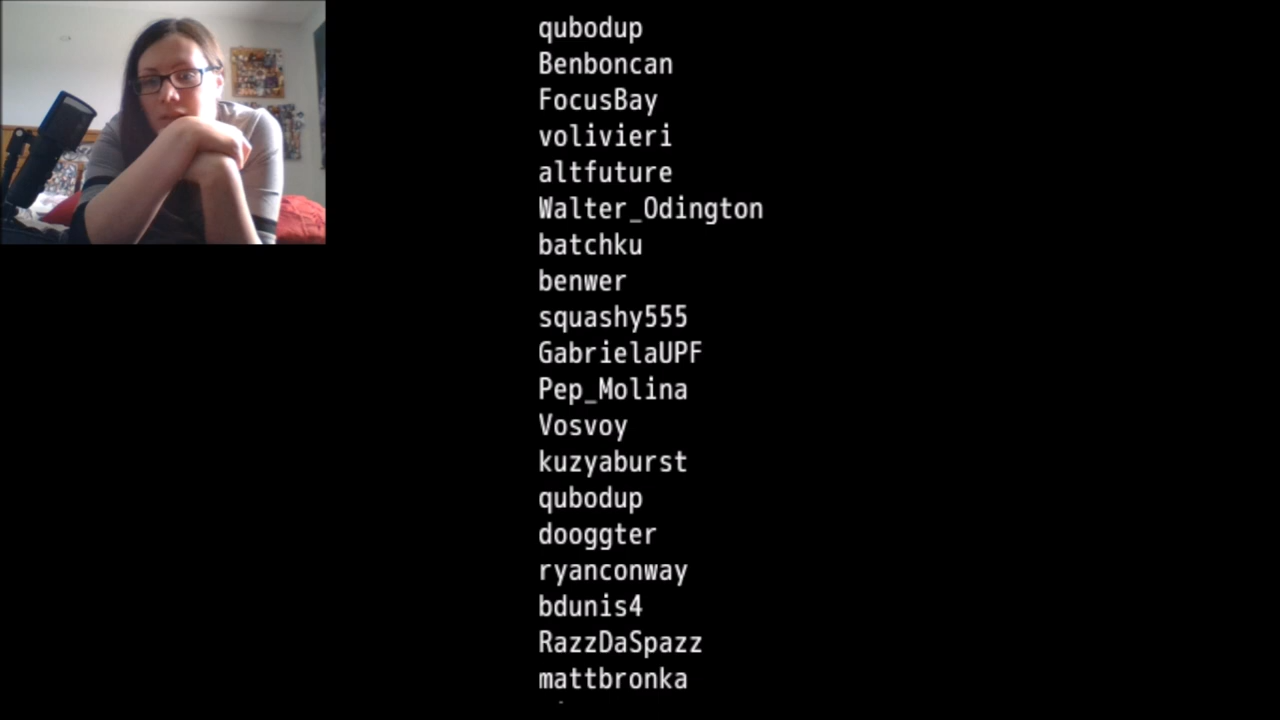 qubodup
Benboncan
FocusBay
volivieri
altfuture
Walter_Odington
batchku
benwer
squashy555
GabrielaUPF
Pep_Molina
Vosvoy
kuzyaburst
qubodup
dooggter
ryanconway
bdunis4
RazzDaSpazz
mattbronka